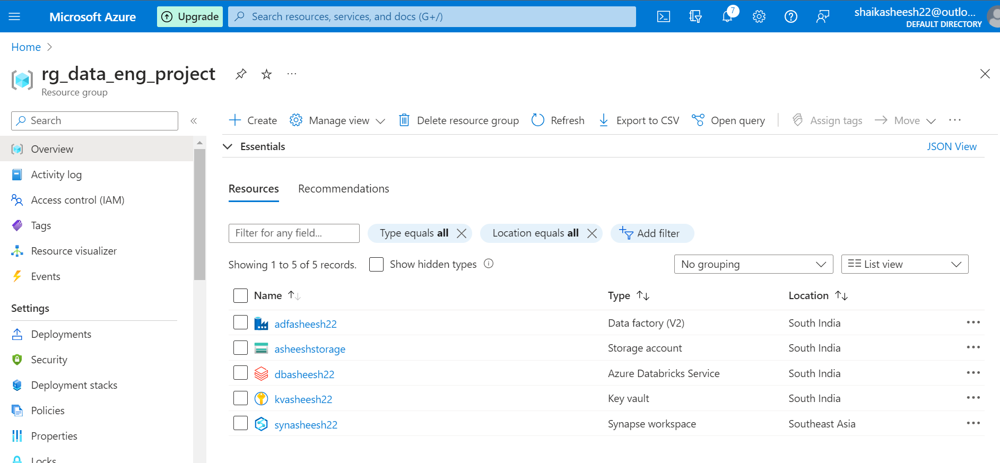 Microsoft Azure
Upgrade
Search resources, services, and docs (G+/)
7
shaikasheesh22@outlo...
DEFAULT DIRECTORY
Home
rg_data_eng_project
Resource group
Search
Create
Manage view
Delete resource group
Refresh
Export to CSV
Open query
Assign tags
Move
Overview
Activity log
Access control (IAM)
Tags
Resource visualizer
Events
Settings
Deployments
Security
Deployment stacks
Policies
Properties
Locks
Essentials
JSON View
Resources
Recommendations
Filter for any field...
Type equals all
Location equals all
Add filter
Showing 1 to 5 of 5 records.
Show hidden types
No grouping
List view
Name Type Location
adfasheesh22 Data factory (V2) South India
asheeshstorage Storage account South India
dbasheesh22 Azure Databricks Service South India
kvasheesh22 Key vault South India
synasheesh22 Synapse workspace Southeast Asia